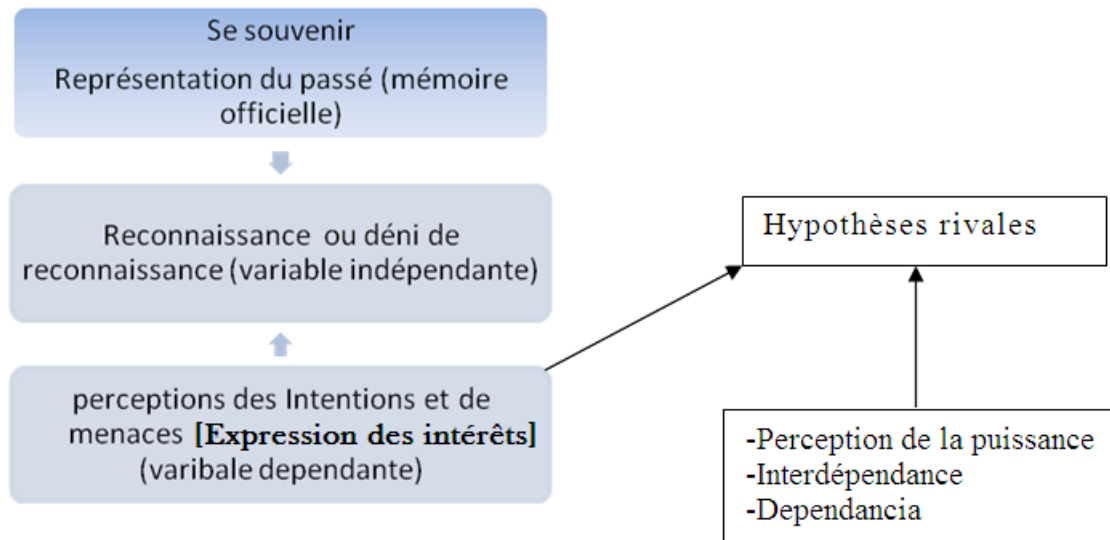 Se souvenir
Représentation du passé (mémoire
officielle)
Reconnaissance ou déni de
reconnaissance (variable indépendante)
perceptions des Intentions et de
menaces [Expression des intérêts]
(varibale dependante)
Hypothèses rivales
-Perception de la puissance
-Interdépendance
-Dependancia